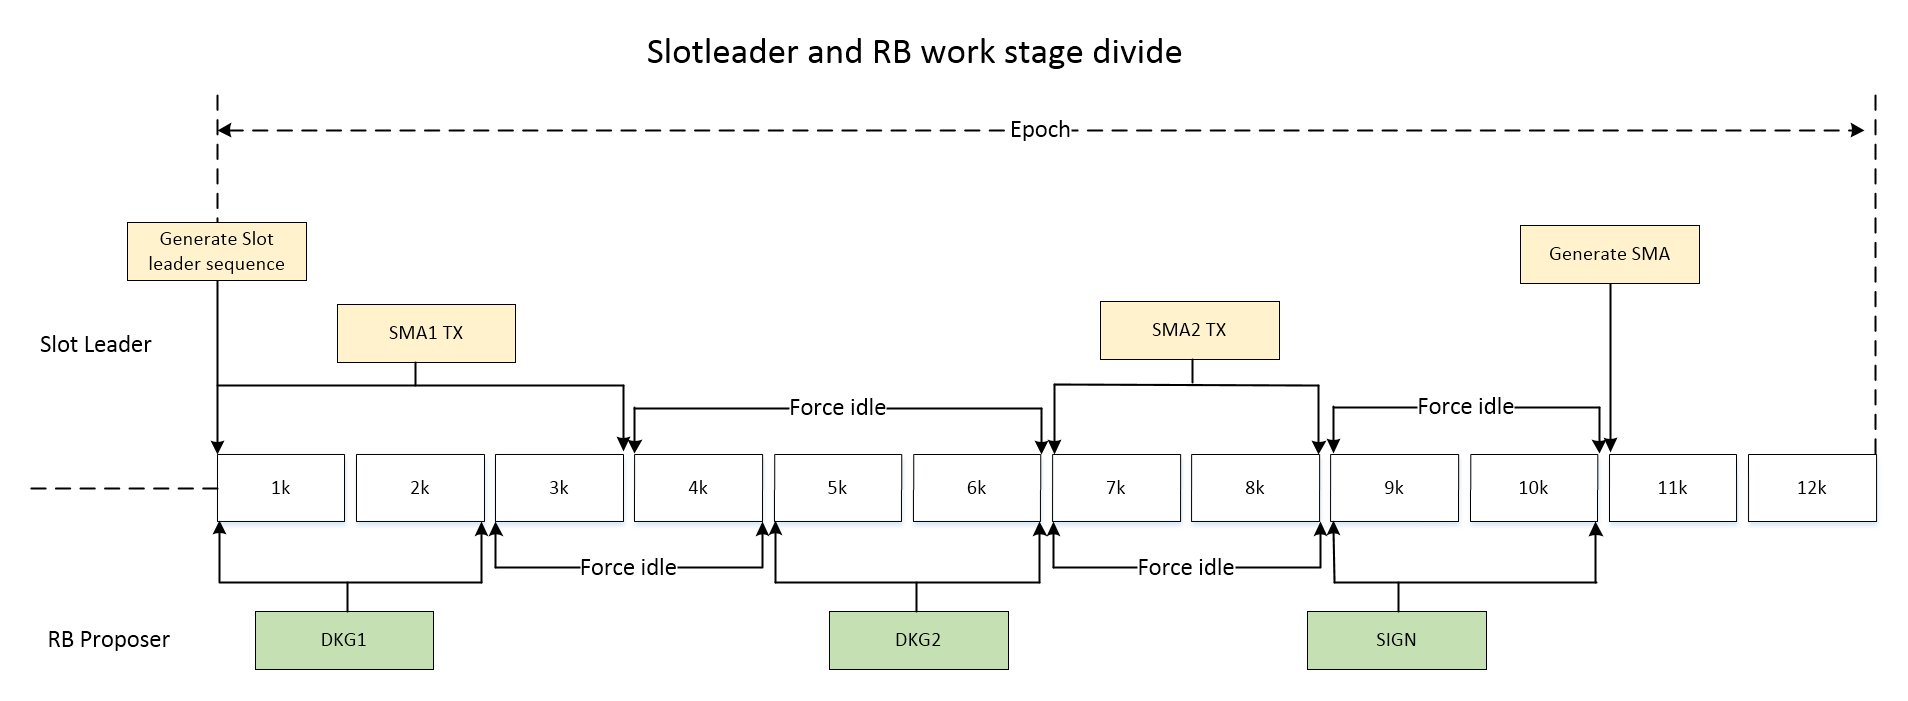 Slotleader and RB work stage divide
Epoch
Generate Slot
leader sequence
Generate SMA
SMA1 TX
SMA2 TX
Slot Leader
Force idle
Force idle
1k
2k
3k
4k
5k
6k
7k
8k
9k
10k
11k
12k
Force idle
Force idle
RB Proposer
DKG1
DKG2
SIGN